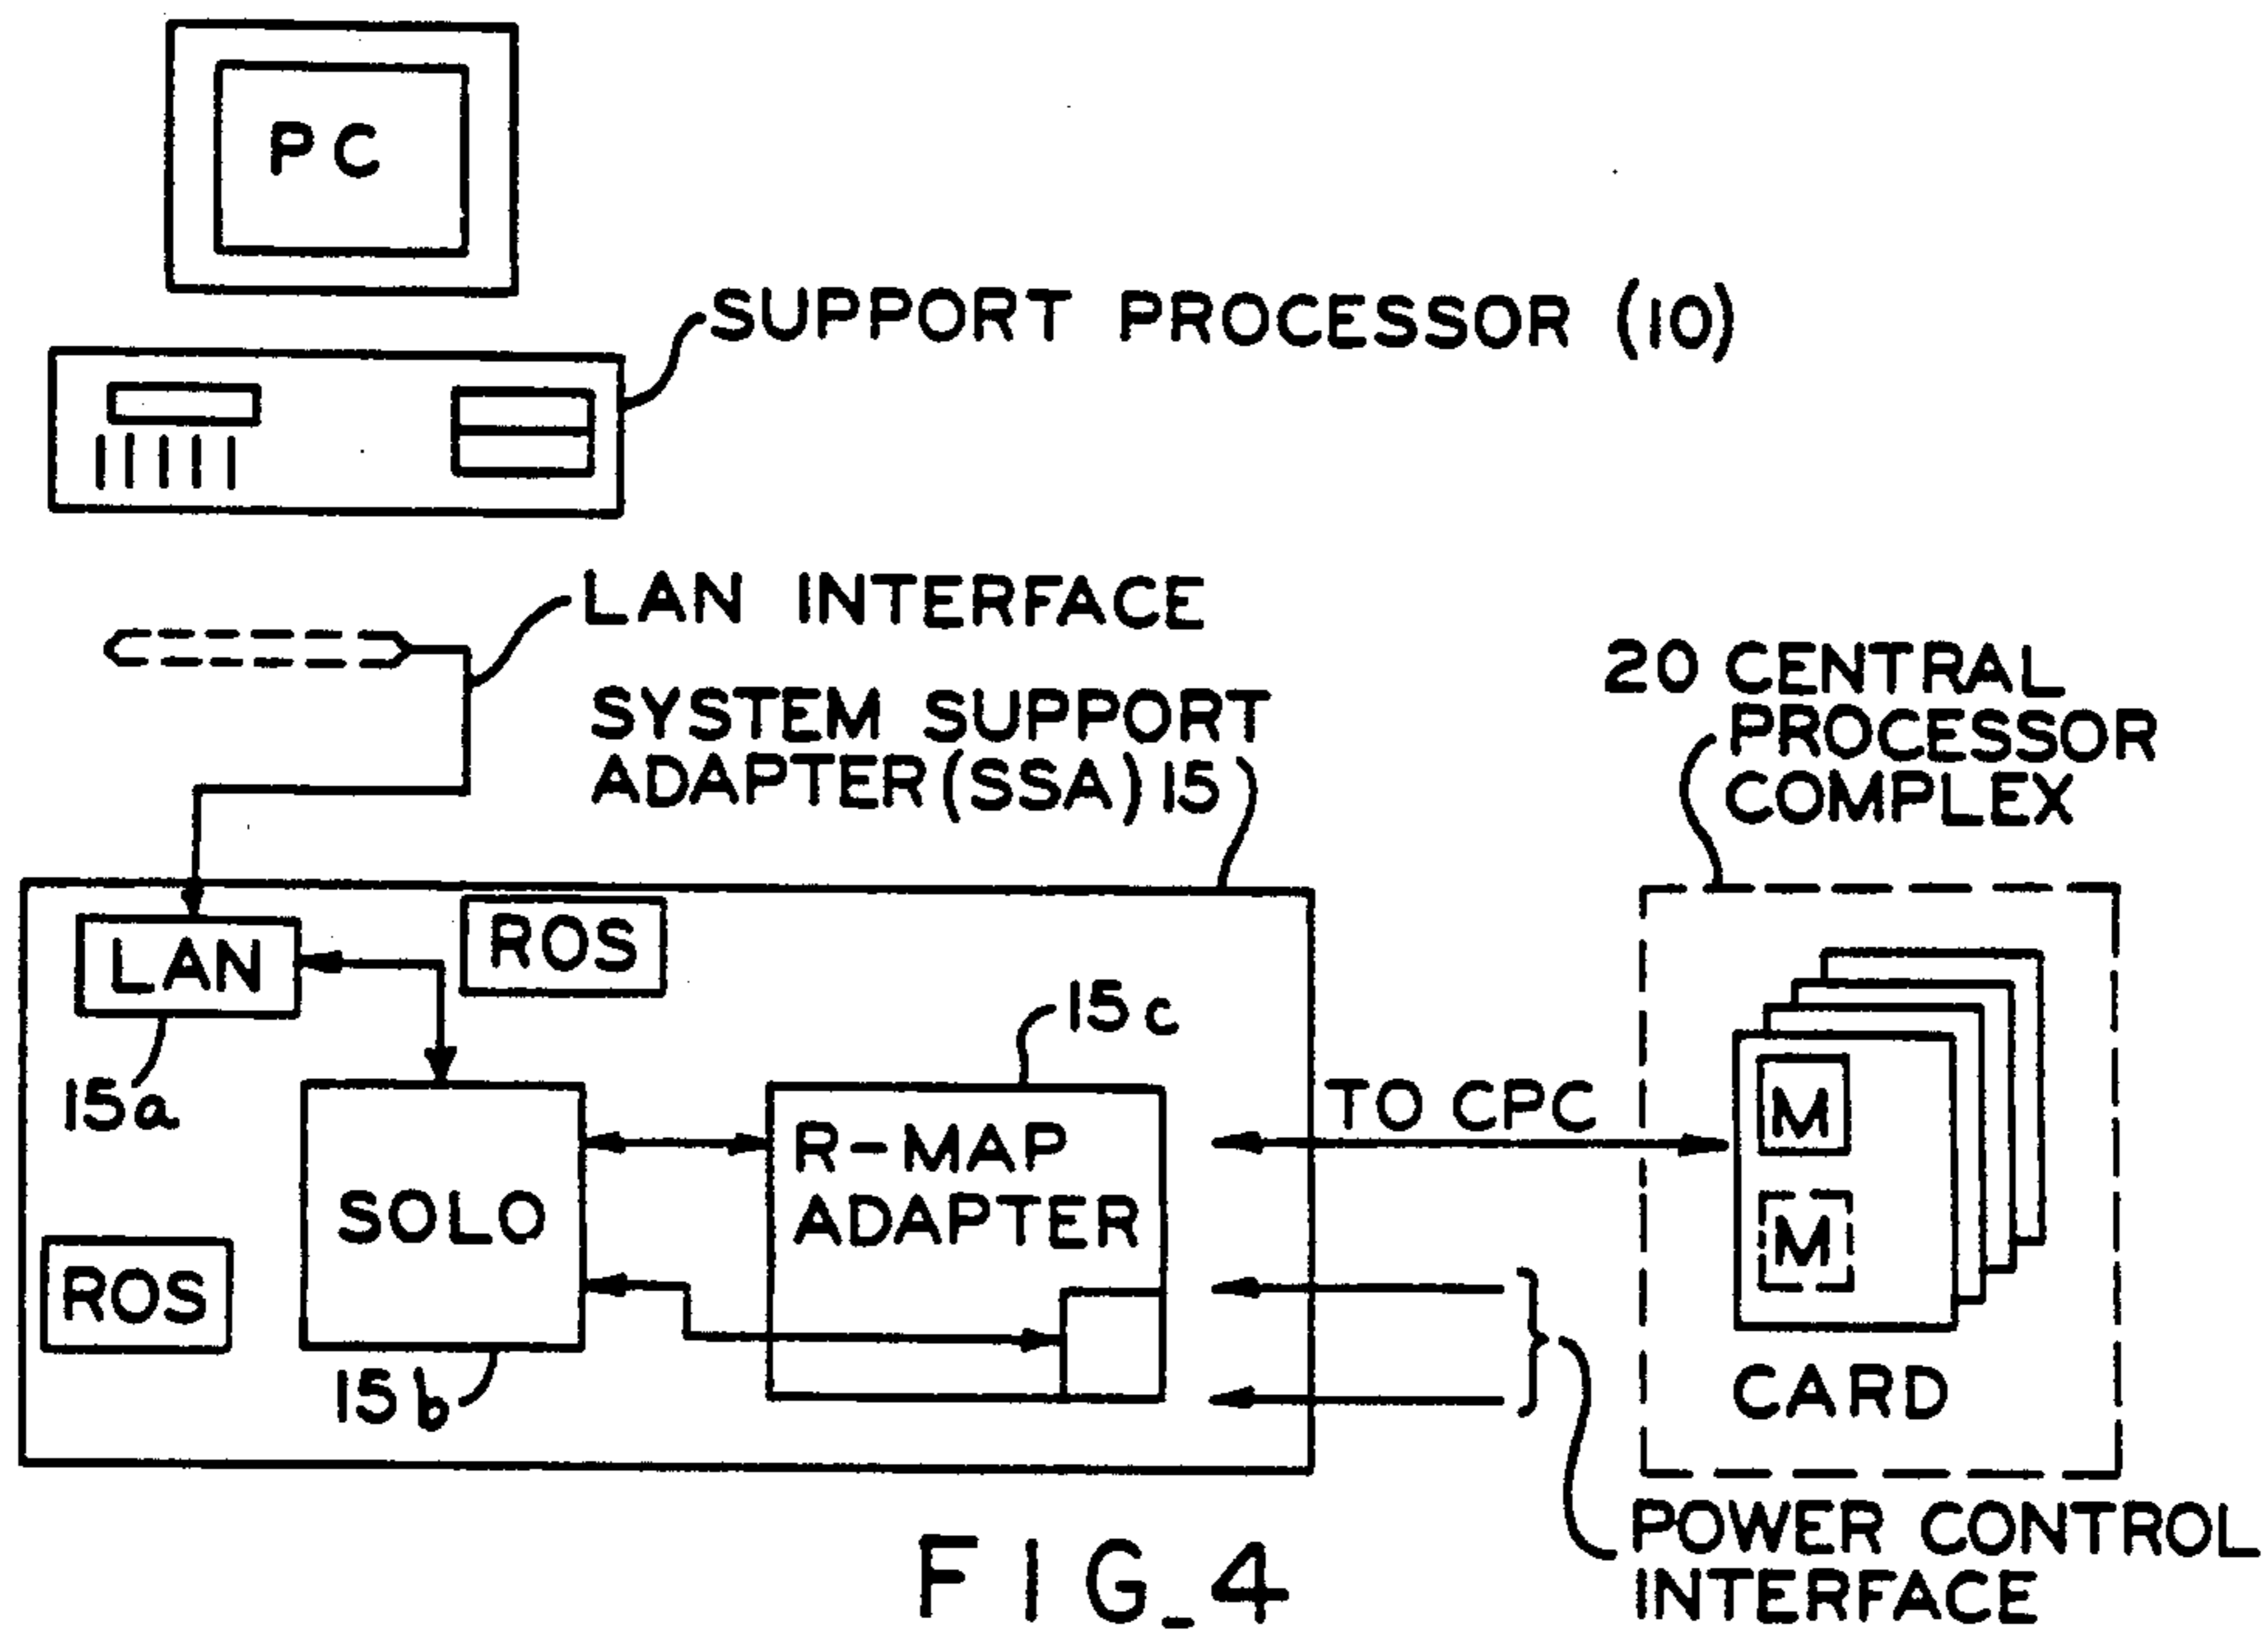 PC
SUPPORT PROCESSOR (10)
LAN INTERFACE
SYSTEM SUPPORT
ADAPTER (SSA) 15
20 CENTRAL
PROCESSOR
COMPLEX
LAN
ROS
15a
15c
SOLO
R-MAP
ADAPTER
TO CPC
M
M
ROS
15b
CARD
POWER CONTROL
INTERFACE
FIG_4